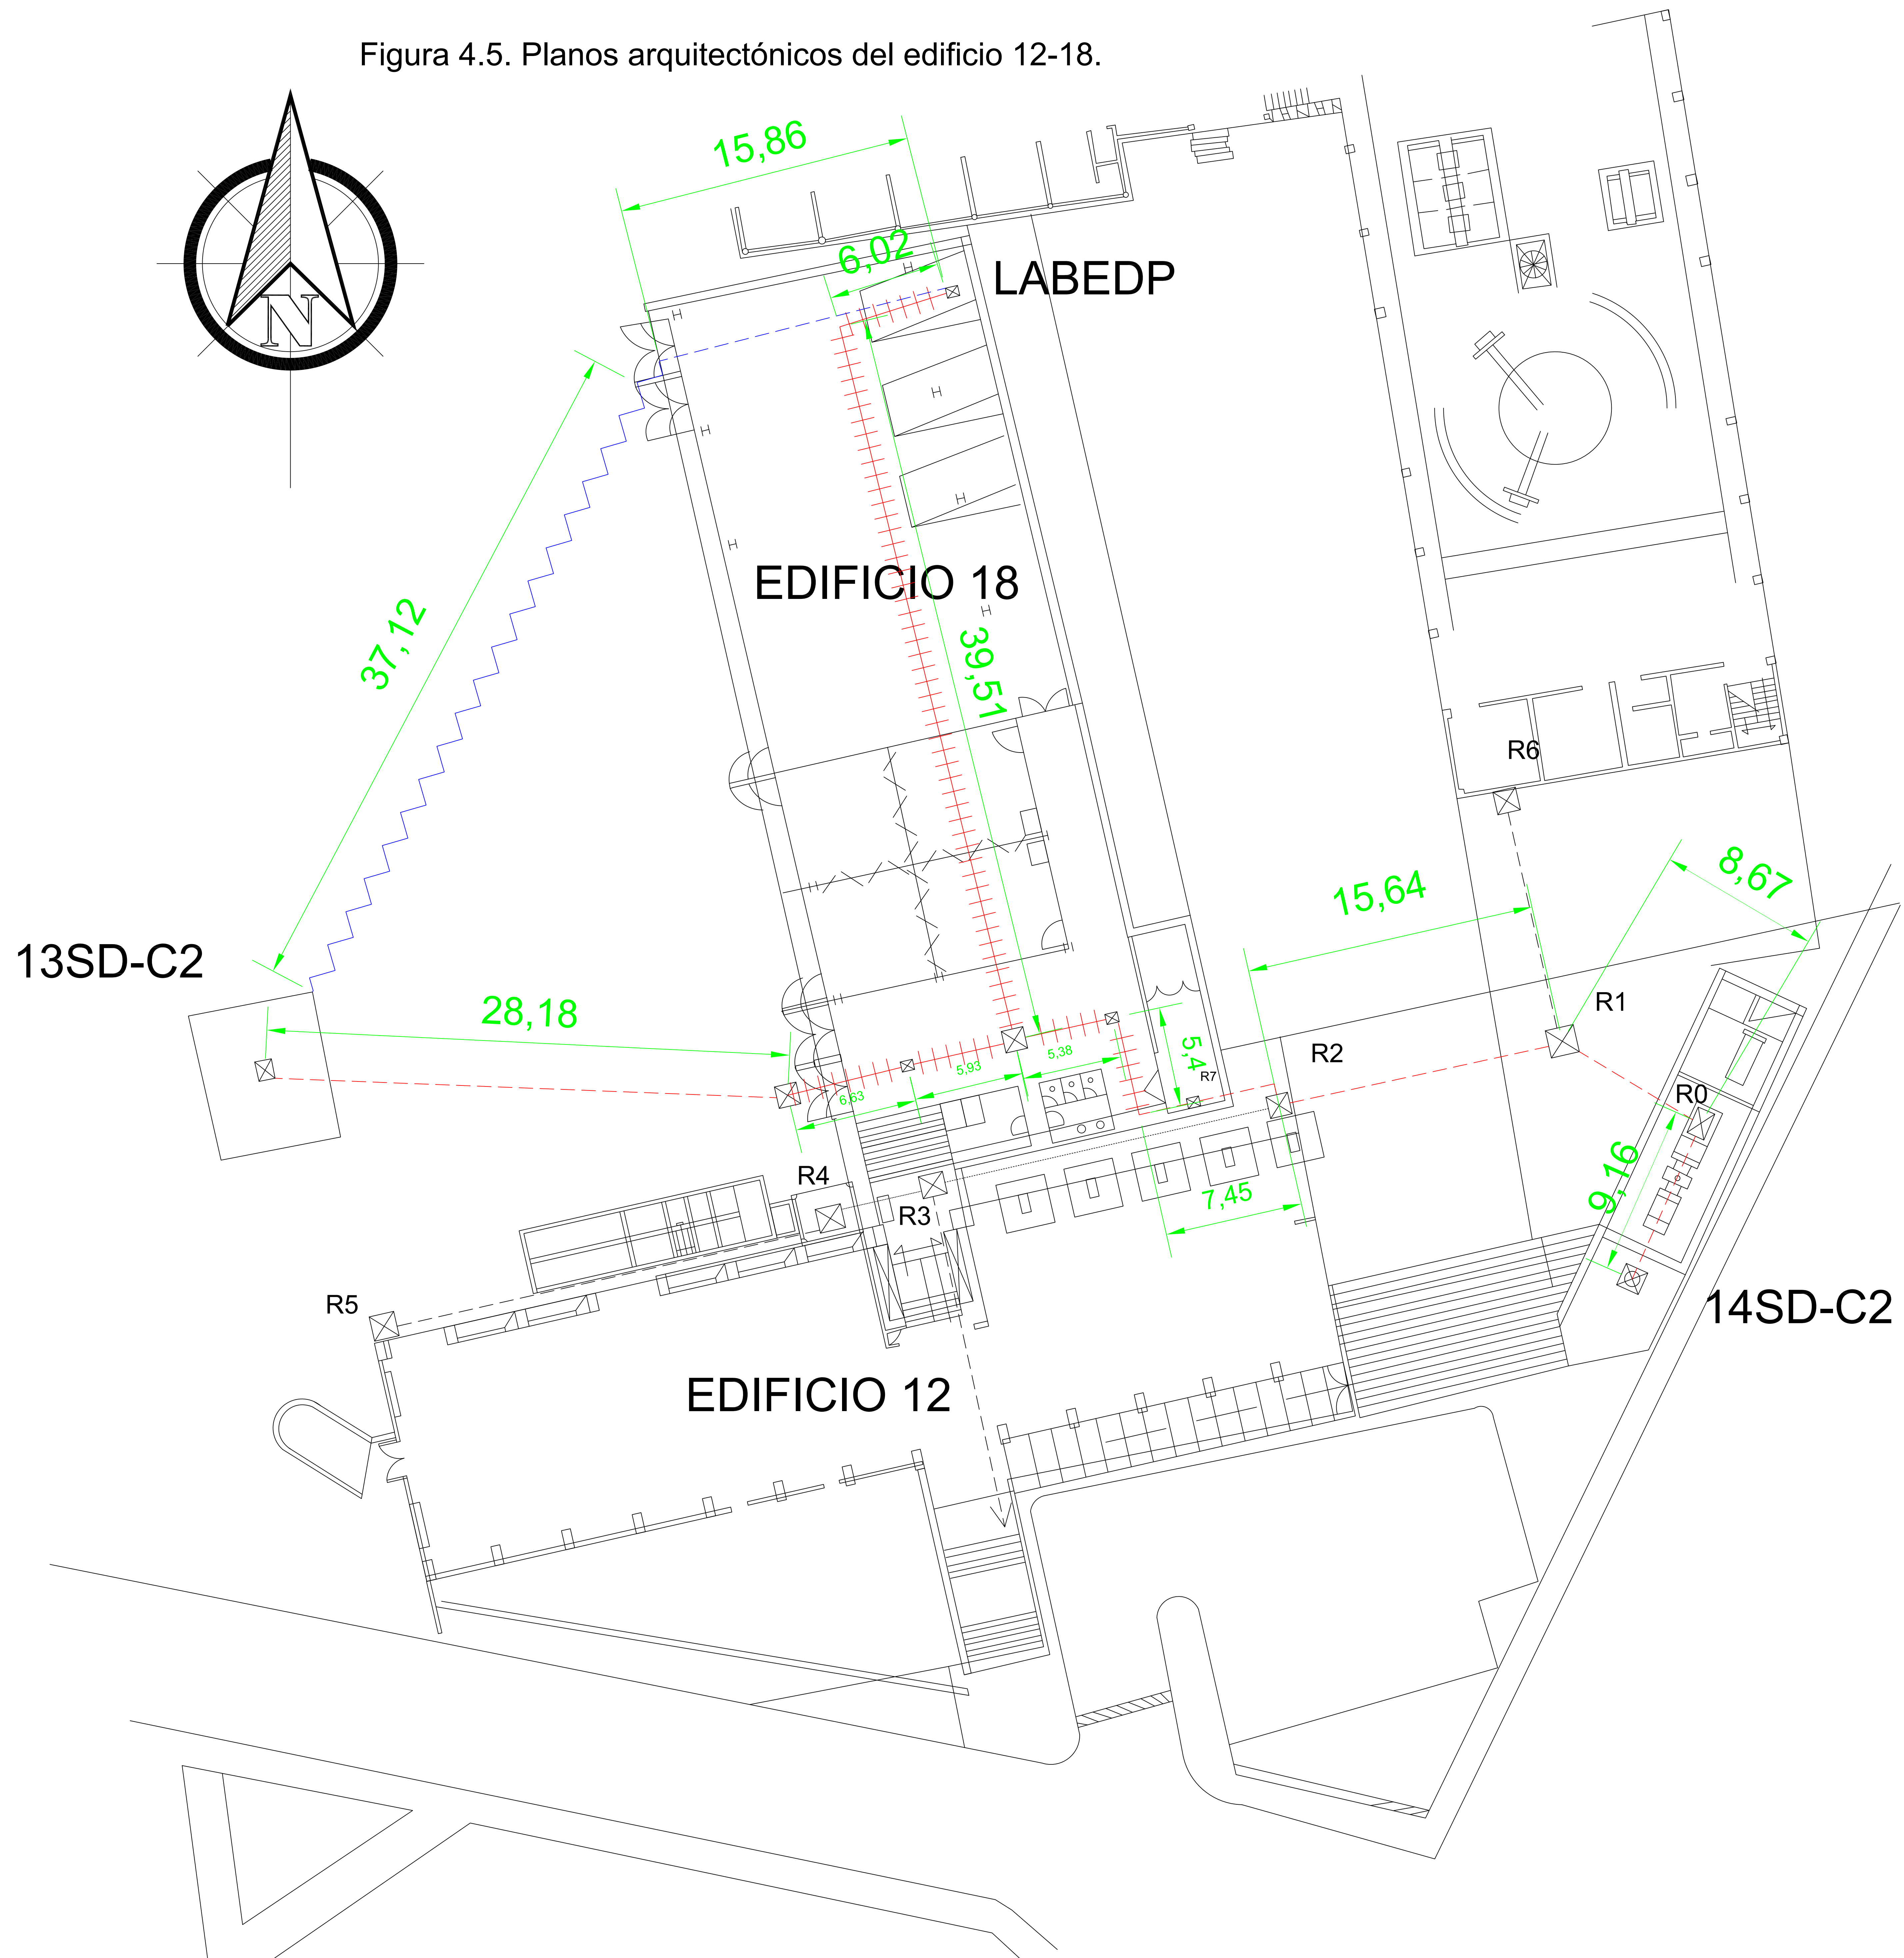 Figura 4.5. Planos arquitectónicos del edificio 12-18.
15,86
6,02
LABEDP
N
H
H
H
H
H
EDIFICIO 18
H
H
37,12
39,51
R6
15,64
8,67
13SD-C2
28,18
R1
R2
5,38
5,4
R7
5,93
6,63
R0
9,16
R4
R3
7,45
R5
14SD-C2
EDIFICIO 12